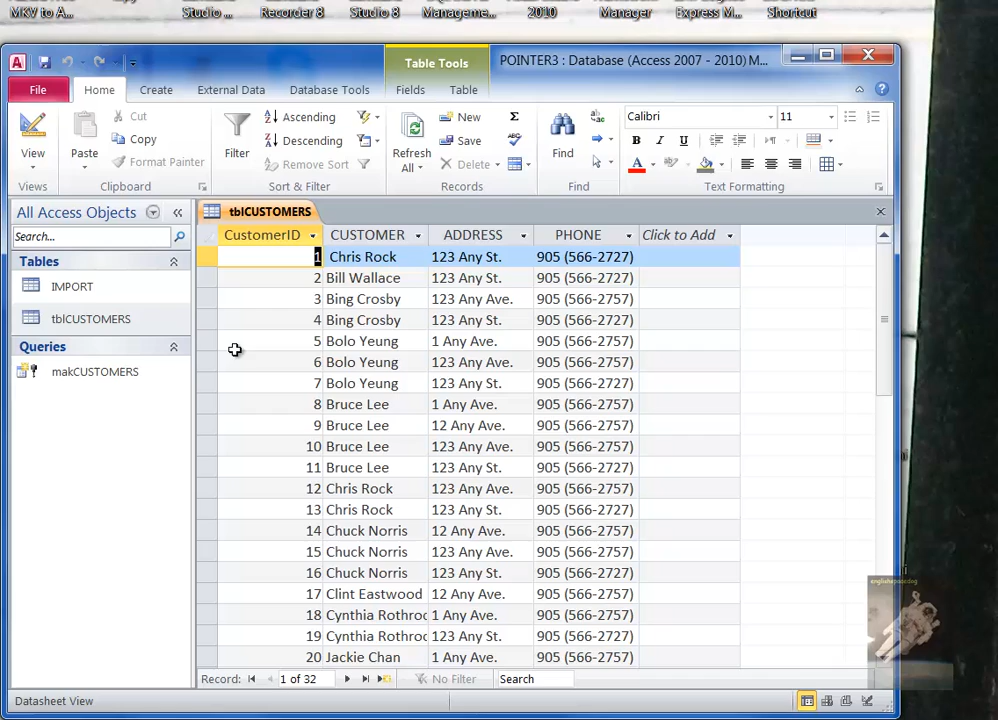 MKV to A...
Studio ...
Recorder 8
Studio 8
Manageme...
2010
Manager
Express M...
Shortcut
Table Tools
POINTER3 : Database (Access 2007 - 2010) M...
File
Home
Create
External Data
Database Tools
Fields
Table
View
Paste
Cut
Copy
Format Painter
Filter
Ascending
Descending
Remove Sort
Refresh
All
New
Save
Delete
Find
Calibri
11
B I U
A
Views
Clipboard
Sort & Filter
Records
Find
Text Formatting
All Access Objects
tblCUSTOMERS
Search...
Tables
IMPORT
tblCUSTOMERS
Queries
makCUSTOMERS
CustomerID CUSTOMER ADDRESS PHONE Click to Add
1 Chris Rock 123 Any St. 905 (566-2727)
2 Bill Wallace 123 Any St. 905 (566-2727)
3 Bing Crosby 123 Any Ave. 905 (566-2757)
4 Bing Crosby 123 Any St. 905 (566-2727)
5 Bolo Yeung 1 Any Ave. 905 (566-2757)
6 Bolo Yeung 123 Any Ave. 905 (566-2757)
7 Bolo Yeung 123 Any St. 905 (566-2727)
8 Bruce Lee 1 Any Ave. 905 (566-2757)
9 Bruce Lee 12 Any Ave. 905 (566-2757)
10 Bruce Lee 123 Any Ave. 905 (566-2757)
11 Bruce Lee 123 Any St. 905 (566-2757)
12 Chris Rock 123 Any Ave. 905 (566-2757)
13 Chris Rock 123 Any St. 905 (566-2727)
14 Chuck Norris 12 Any Ave. 905 (566-2757)
15 Chuck Norris 123 Any Ave. 905 (566-2757)
16 Chuck Norris 123 Any St. 905 (566-2727)
17 Clint Eastwood 12 Any Ave. 905 (566-2757)
18 Cynthia Rothroc 1 Any Ave. 905 (566-2757)
19 Cynthia Rothroc 123 Any St. 905 (566-2727)
20 Jackie Chan 1 Any Ave. 905 (566-2757)
Record: 1 of 32 No Filter Search
Datasheet View